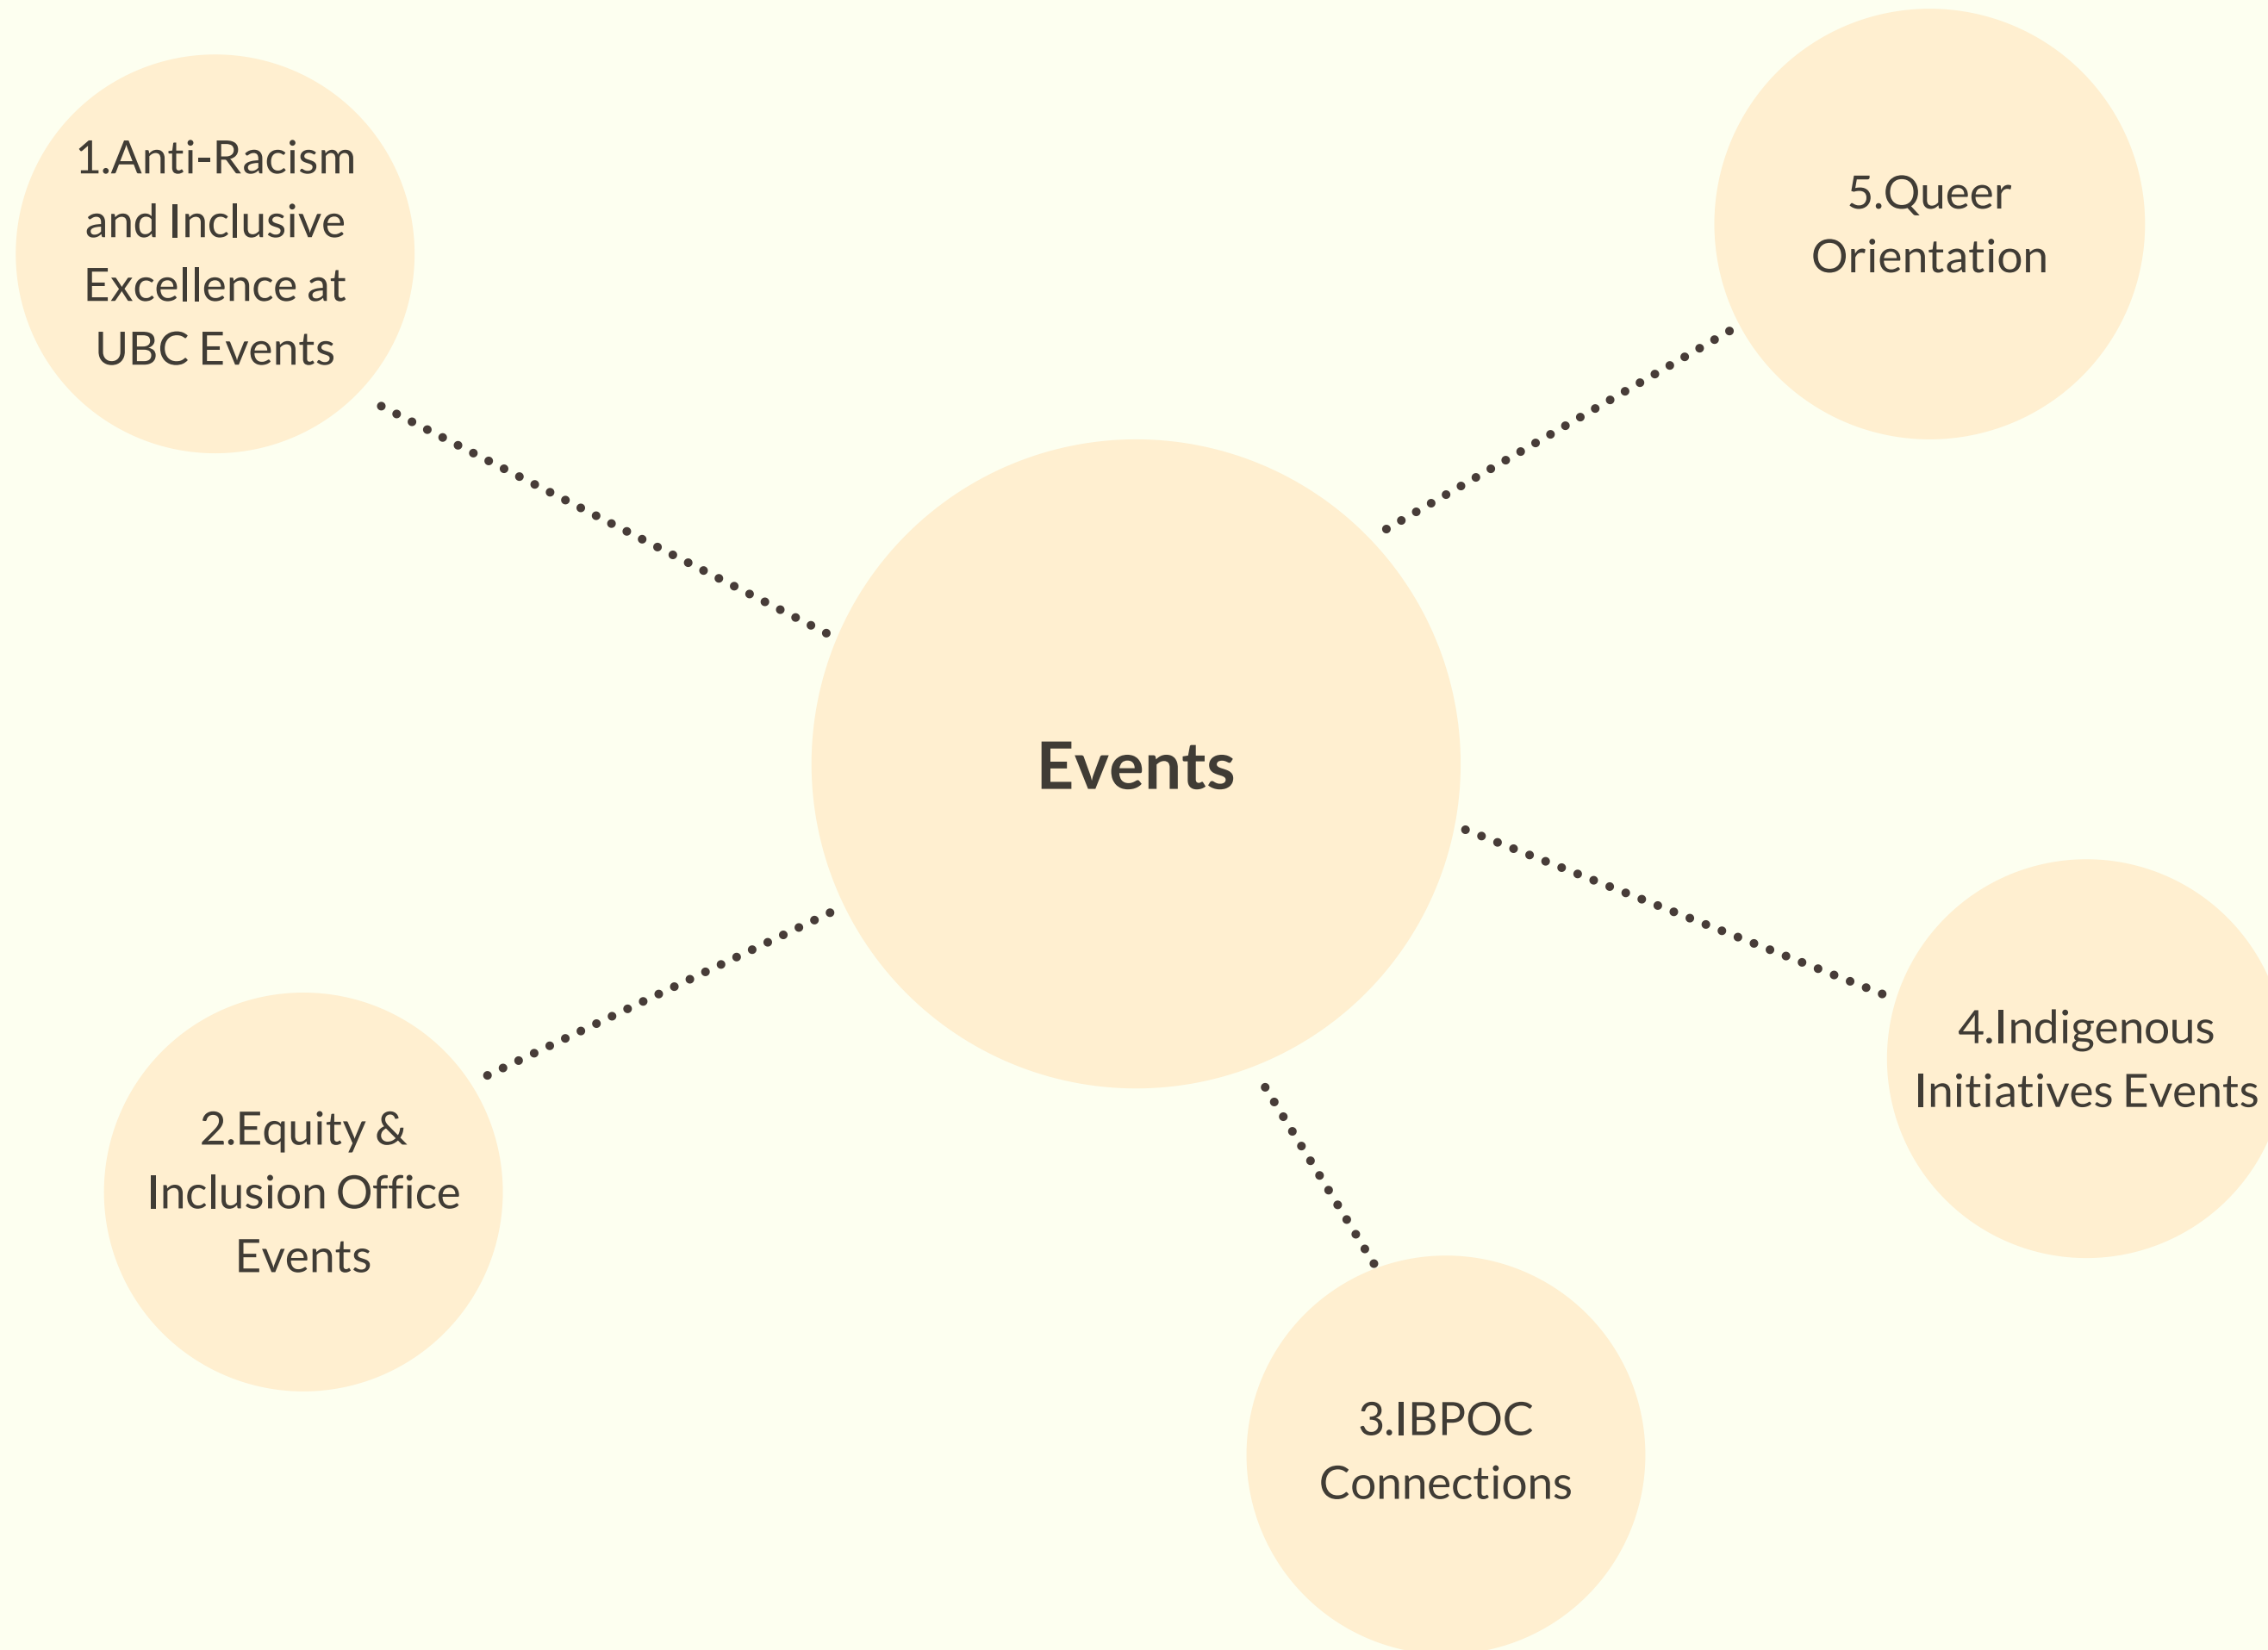 1.Anti-Racism
and Inclusive
Excellence at
UBC Events
5.Queer
Orientation
Events
4.Indigenous
Initiatives Events
2.Equity &
Inclusion Office
Events
3.IBPOC
Connections